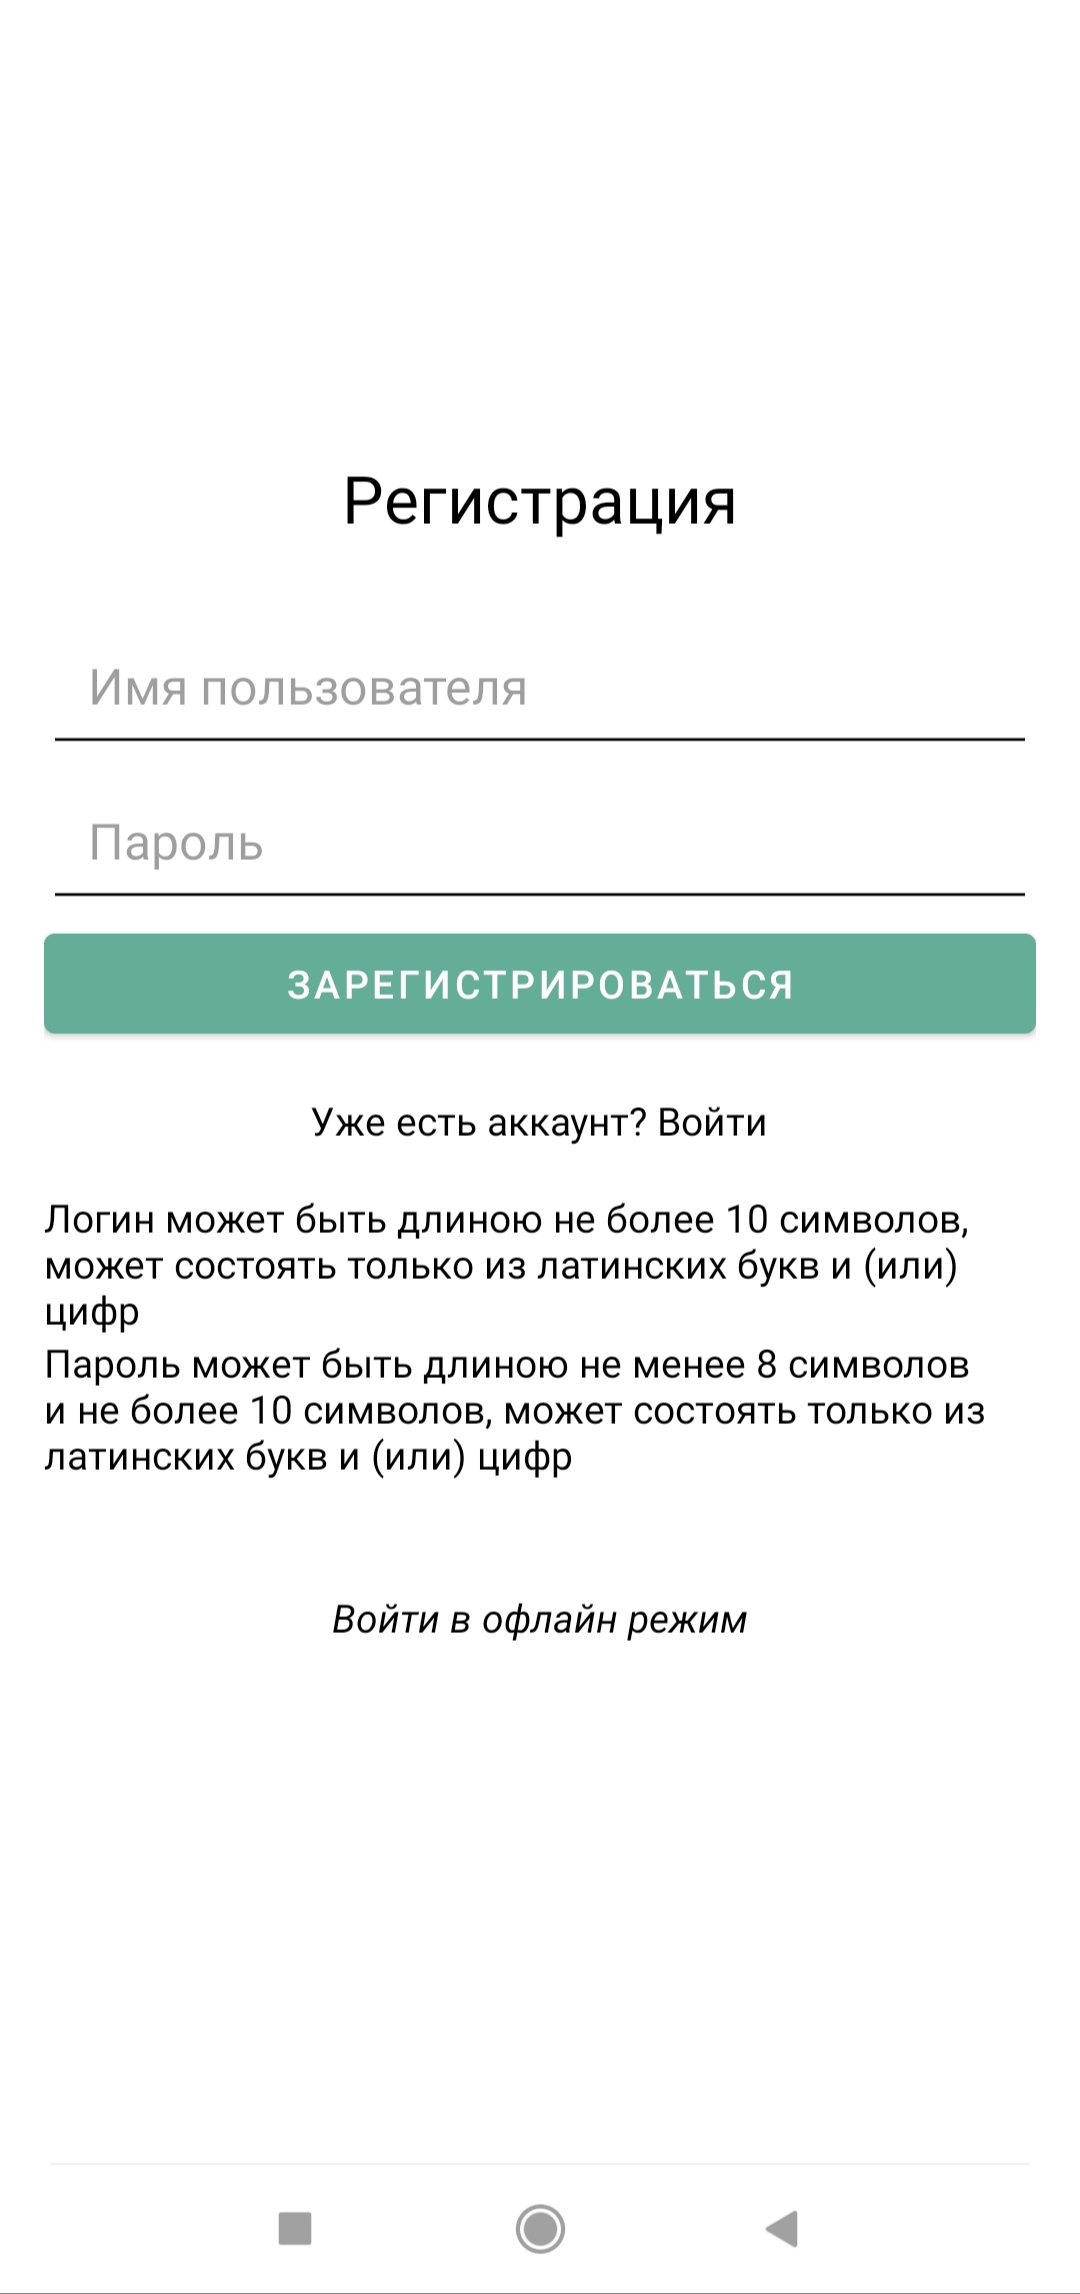 Регистрация
Имя пользователя
Пароль
ЗАРЕГИСТРИРОВАТЬСЯ
Уже есть аккаунт? Войти
Логин может быть длиною не более 10 символов,
может состоять только из латинских букв и (или)
цифр
Пароль может быть длиною не менее 8 символов
и не более 10 символов, может состоять только из
латинских букв и (или) цифр
Войти в офлайн режим